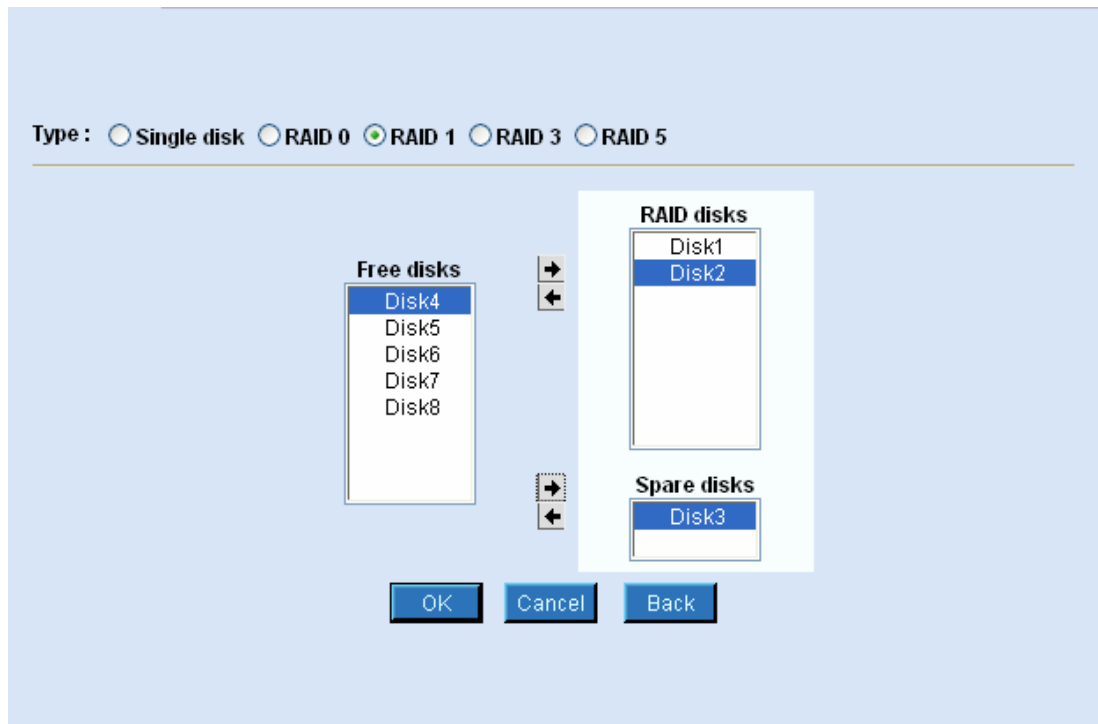 Type : Single disk RAID 0 RAID 1 RAID 3 RAID 5
RAID disks
Disk1
Disk2
Free disks
Disk4
Disk5
Disk6
Disk7
Disk8
Spare disks
Disk3
OK Cancel Back